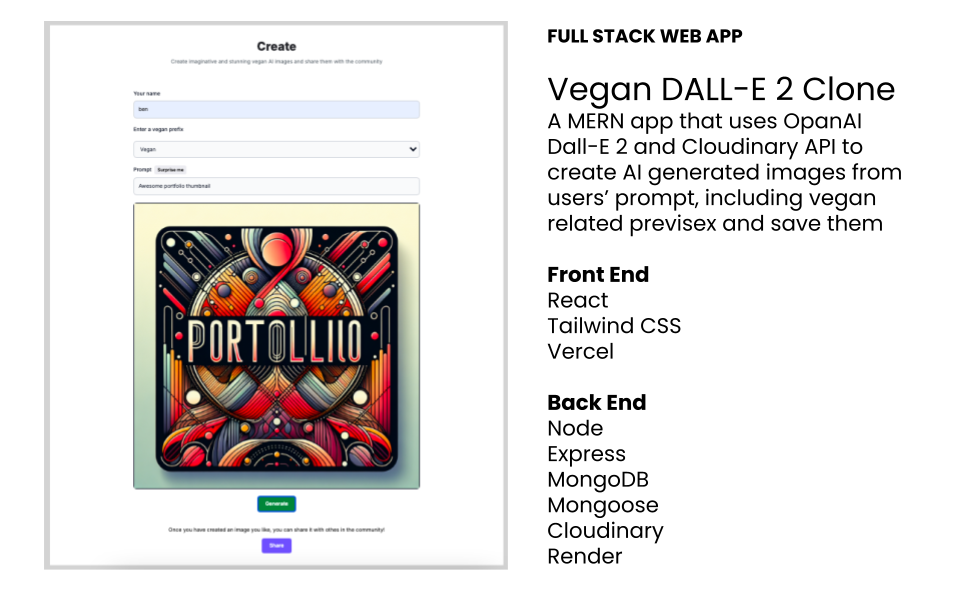 Create
Create imaginative and stunning vegan AI images and share them with the community
Your name
ben
Enter a vegan prefix
Vegan
Prompt Surprise me
Awesome portfolio thumbnail
PORTOLLIIO
Generate
Once you have created an image you like, you can share it with othes in the community!
Share
FULL STACK WEB APP
Vegan DALL-E 2 Clone
A MERN app that uses OpanAI
Dall-E 2 and Cloudinary API to
create AI generated images from
users' prompt, including vegan
related previsex and save them
Front End
React
Tailwind CSS
Vercel
Back End
Node
Express
MongoDB
Mongoose
Cloudinary
Render